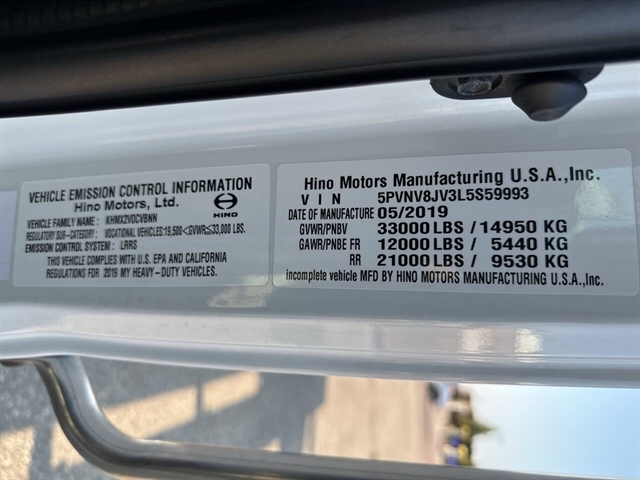 VEHICLE EMISSION CONTROL INFORMATION
Hino Motors, Ltd.
HINO
VEHICLE FAMILY NAME : KHMX2VOCVBNN
REGULATORY SUB-CATEGORY : VOCATIONAL VEHICLES:19,500<GVWR≤33,000 LBS.
EMISSION CONTROL SYSTEM : LRRS
THIS VEHICLE COMPLIES WITH U.S. EPA AND CALIFORNIA
REGULATIONS FOR 2019 MY HEAVY-DUTY VEHICLES.
Hino Motors Manufacturing U.S.A.,Inc.
V I N 5PVNV8JV3L5S59993
DATE OF MANUFACTURE 05/2019
GVWR/PNBV 33000 LBS / 14950 KG
GAWR/PNBE FR 12000 LBS / 5440 KG
RR 21000 LBS / 9530 KG
incomplete vehicle MFD BY HINO MOTORS MANUFACTURING U.S.A.,Inc.